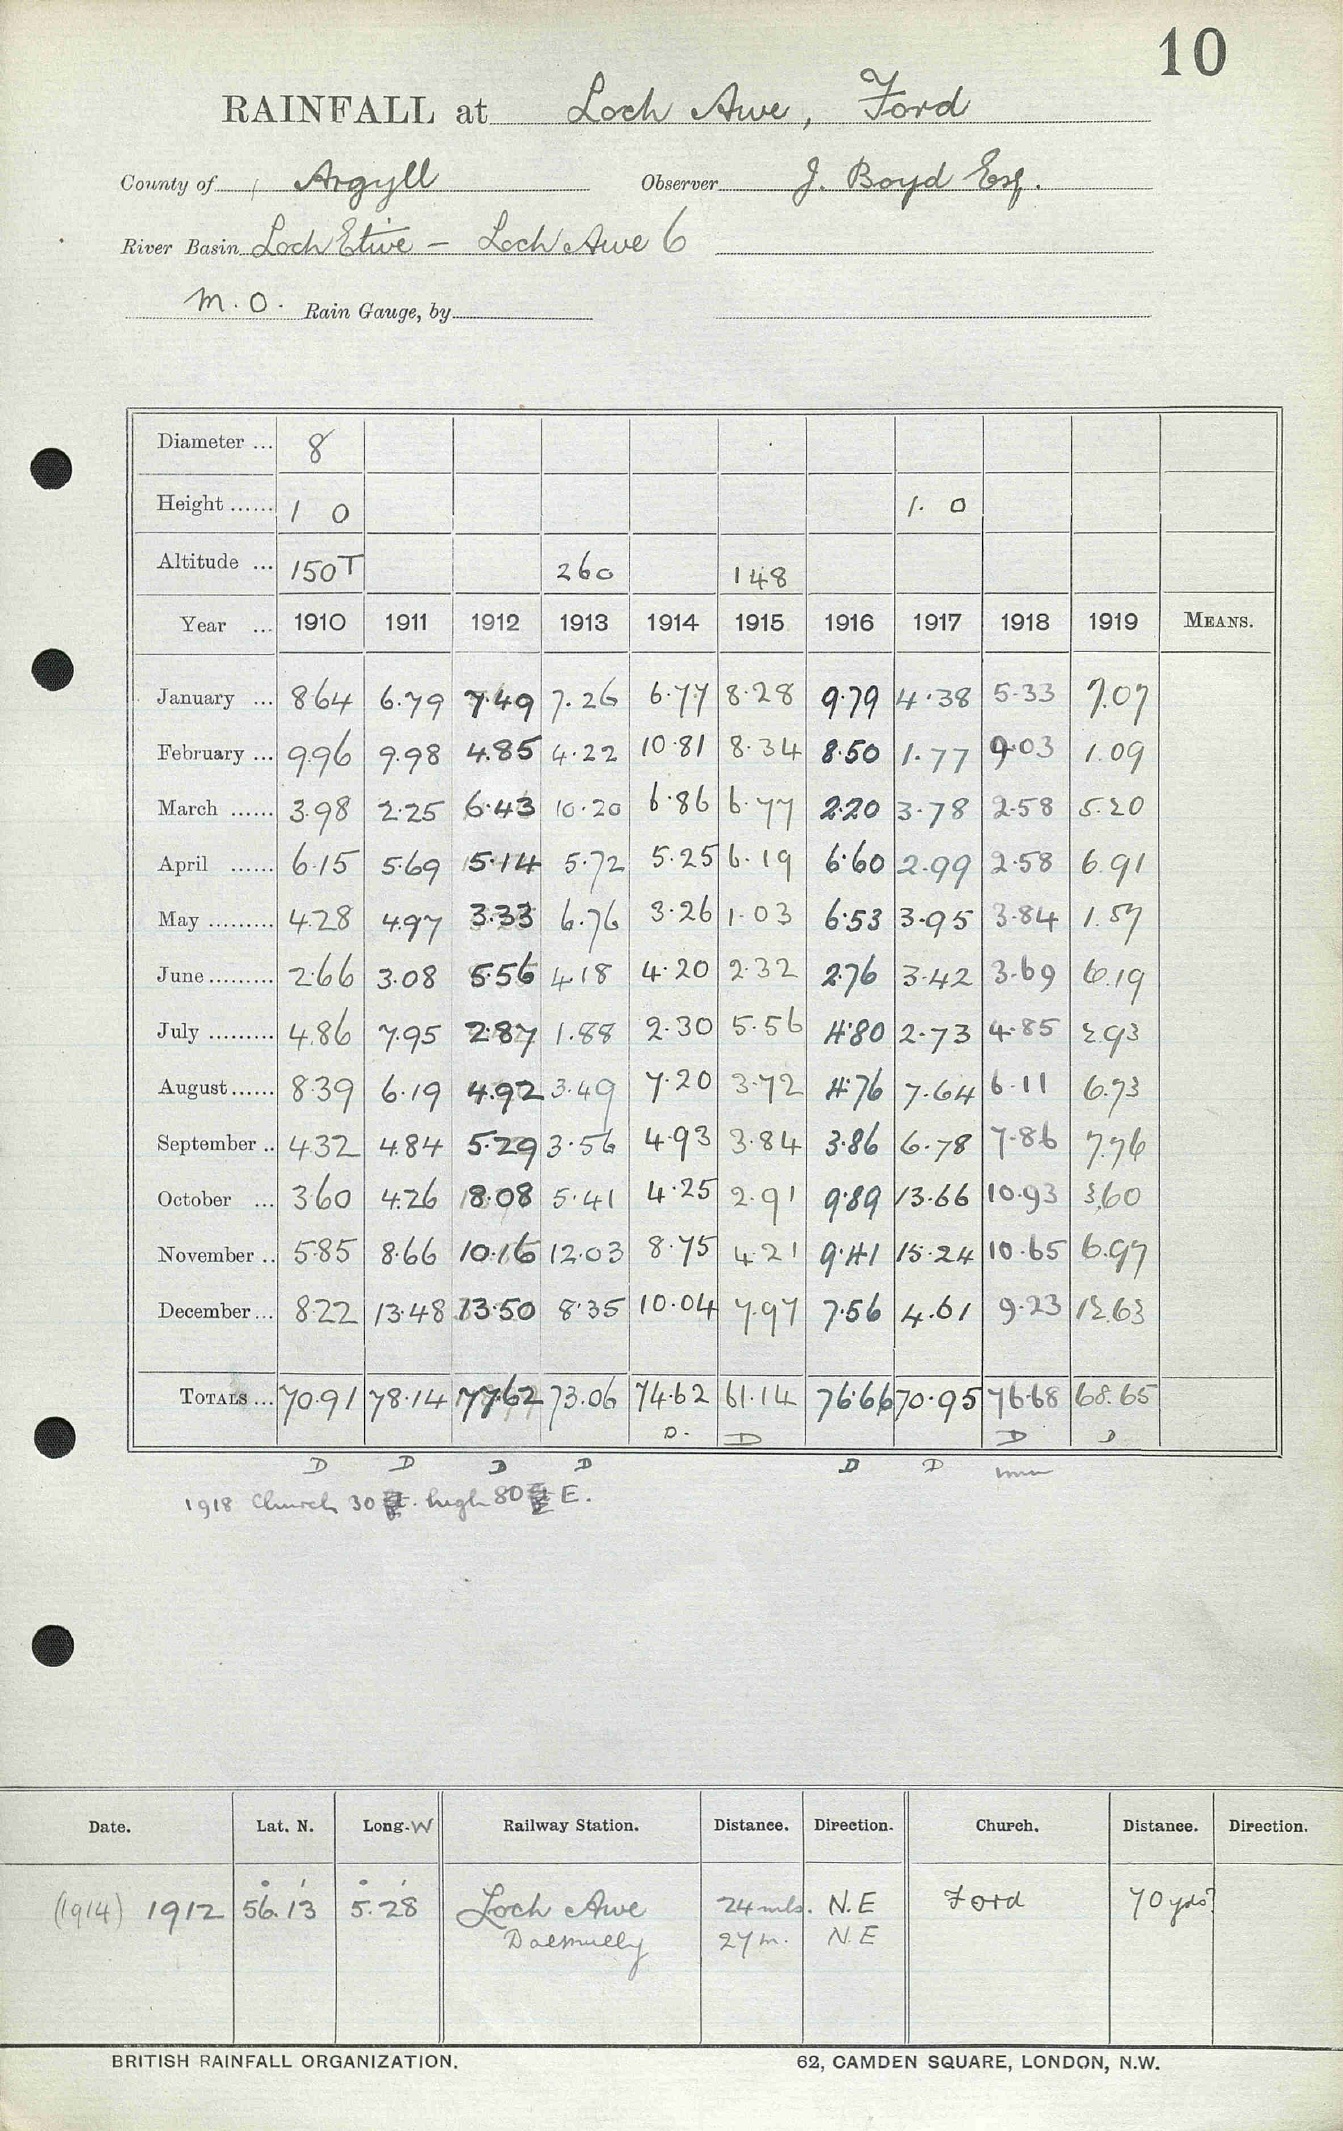 10
RAINFALL at Loch Awe, Ford
County of Argyll Observer J. Boyd Esq.
River Basin Loch Etive – Loch Awe 6
M.O. Rain Gauge, by
Diameter ... 8
Height ...... 1 0 1. 0
Altitude ... 150T 260 148
Year ... 1910 1911 1912 1913 1914 1915 1916 1917 1918 1919 MEANS.
January ... 8.64 6.79 7.49 7.26 6.77 8.28 9.79 4.38 5.33 7.07
February ... 9.96 9.98 4.85 4.22 10.81 8.34 8.50 1.77 9.03 1.09
March ...... 3.98 2.25 6.43 10.20 6.86 6.77 2.20 3.78 2.58 5.20
April ...... 6.15 5.69 5.14 5.72 5.25 6.19 6.60 2.99 2.58 6.91
May ......... 4.28 4.97 3.33 6.76 3.26 1.03 6.53 3.95 3.84 1.57
June ......... 2.66 3.08 5.56 4.18 4.20 2.32 2.76 3.42 3.69 6.19
July ......... 4.86 7.95 2.87 1.88 2.30 5.56 4.80 2.73 4.85 2.93
August ...... 8.39 6.19 4.92 3.49 7.20 3.72 4.76 7.64 6.11 6.73
September .. 4.32 4.84 5.29 3.56 4.93 3.84 3.86 6.78 7.86 7.76
October ... 3.60 4.26 8.08 5.41 4.25 2.91 9.89 13.66 10.93 3.60
November .. 5.85 8.66 10.16 12.03 8.75 4.21 9.41 15.24 10.65 6.97
December ... 8.22 13.48 13.50 8.35 10.04 7.97 7.56 4.61 9.23 12.63
TOTALS ... 70.91 78.14 77.62 73.06 74.62 61.14 76.66 70.95 76.68 68.65
D. D D D
D D D D D D
1918 Church 30 ft. high 80 E.
Date. Lat. N. Long. W Railway Station. Distance. Direction. Church. Distance. Direction.
(1914) 1912 56°.13' 5°.28' Loch Awe 24 mls. N.E Ford 70 yds?
Dalmally 27 m. N.E
BRITISH RAINFALL ORGANIZATION. 62, CAMDEN SQUARE, LONDON, N.W.